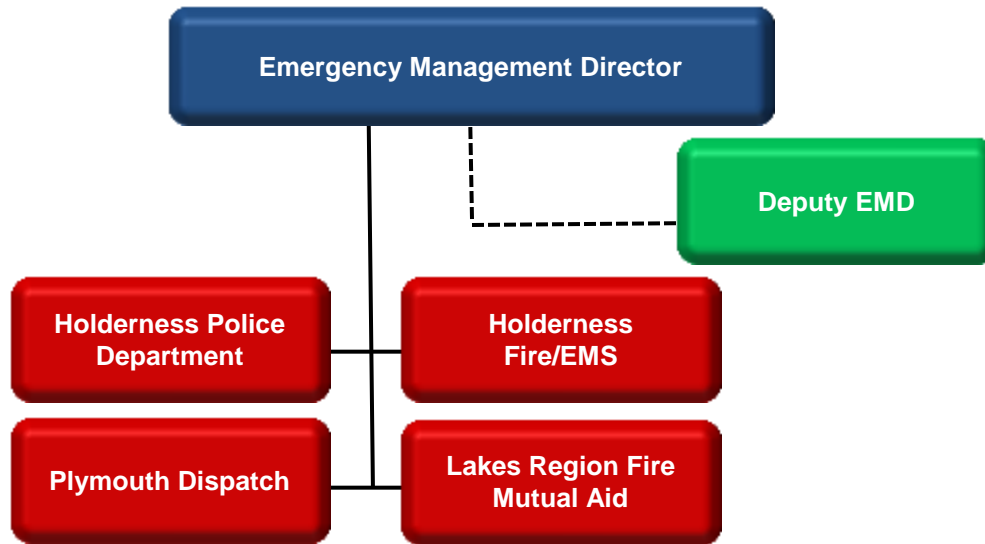 Emergency Management Director
Deputy EMD
Holderness Police
Department
Holderness
Fire/EMS
Plymouth Dispatch
Lakes Region Fire
Mutual Aid